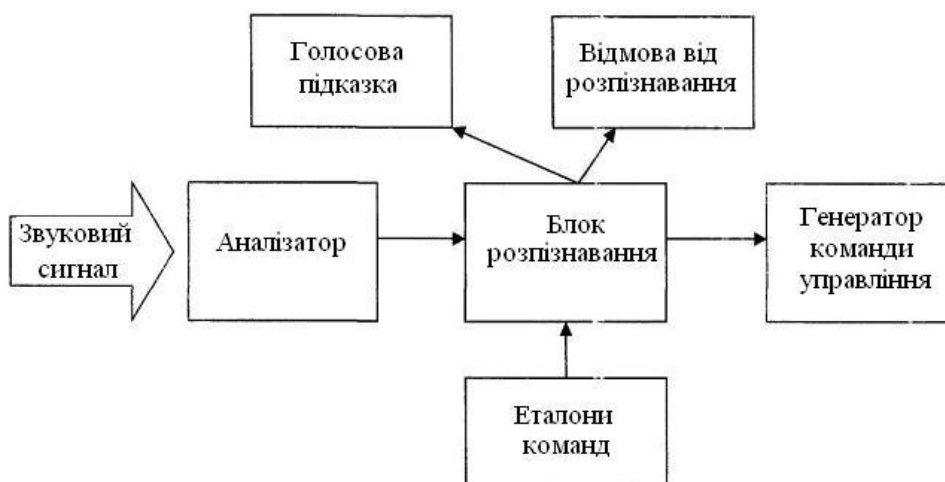 Голосова
підказка
Відмова від
розпізнавання
Звуковий
сигнал
Аналізатор
Блок
розпізнавання
Генератор
команди
управління
Еталони
команд